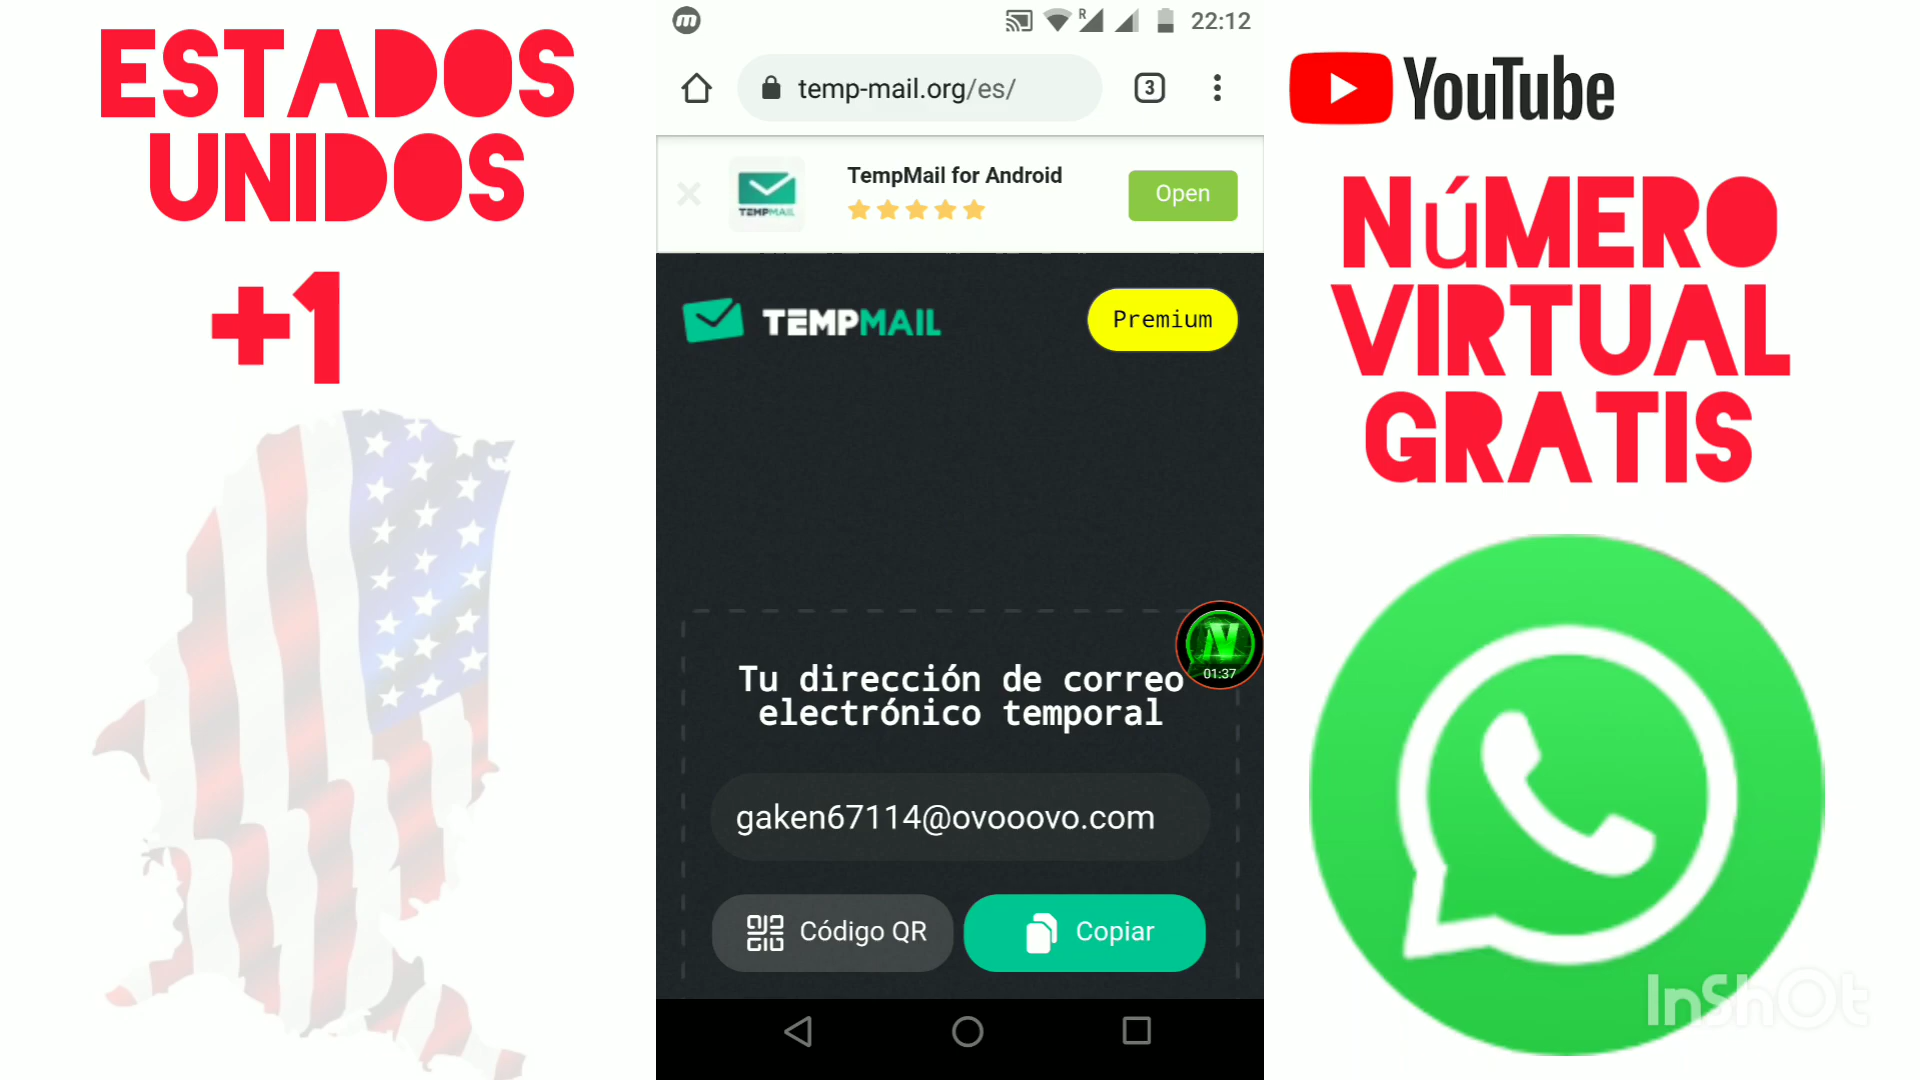 ESTADOS
UNIDOS
+1
m
R
22:12
temp-mail.org/es/
3
TempMail for Android
TEMPMAIL
Open
TEMPMAIL
Premium
N
01:37
Tu dirección de correo
electrónico temporal
gaken67114@ovooovo.com
Código QR
Copiar
YouTube
NúMERO
VIRTUAL
GRATIS
InShOt